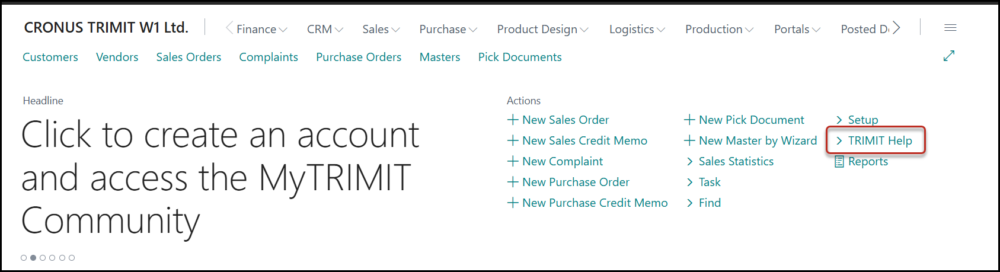 CRONUS TRIMIT W1 Ltd. Finance CRM Sales Purchase Product Design Logistics Production Portals Posted Do
Customers Vendors Sales Orders Complaints Purchase Orders Masters Pick Documents
Headline
Click to create an account
and access the MyTRIMIT
Community
Actions
New Sales Order
New Sales Credit Memo
New Complaint
New Purchase Order
New Purchase Credit Memo
New Pick Document
New Master by Wizard
Sales Statistics
Task
Find
Setup
TRIMIT Help
Reports